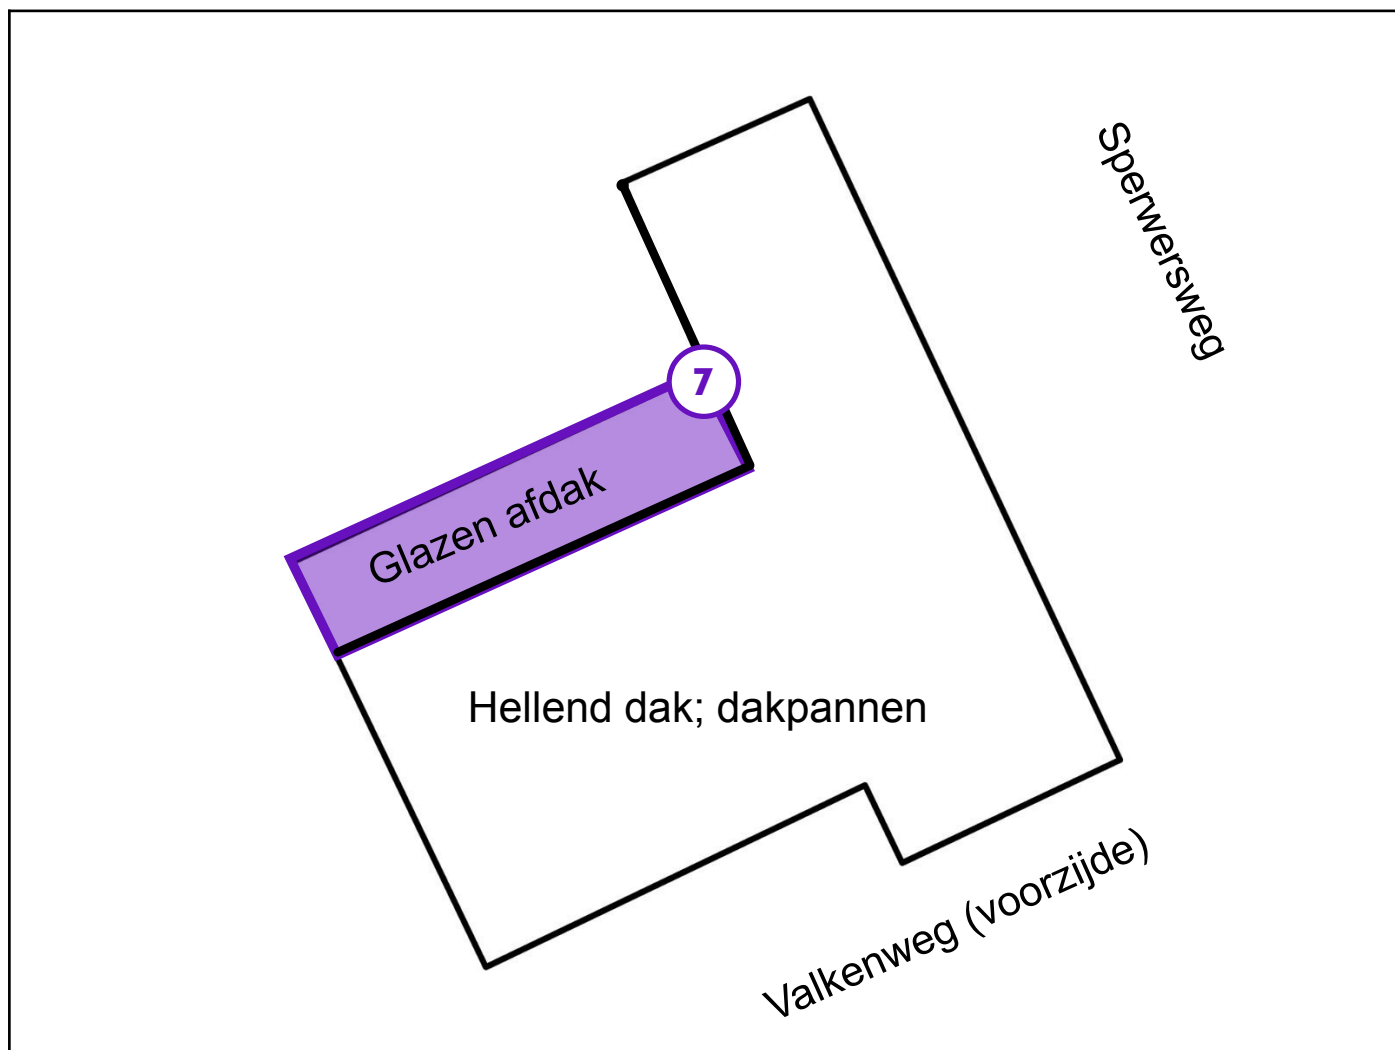 Sperwersweg
7
Glazen afdak
Hellend dak; dakpannen
Valkenweg (voorzijde)